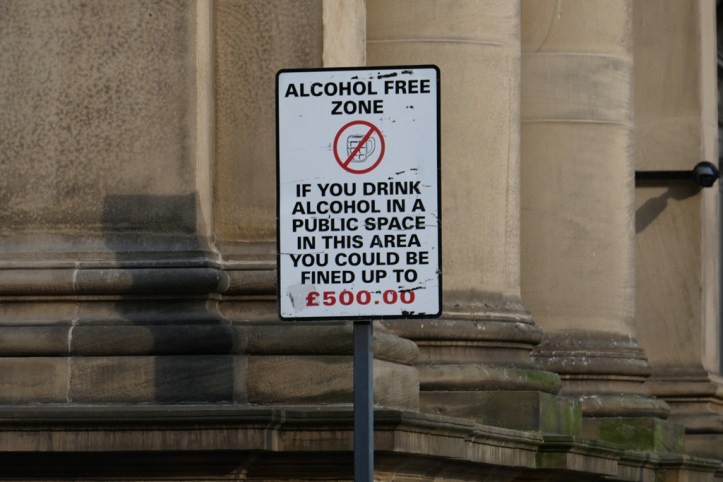 ALCOHOL FREE
ZONE
IF YOU DRINK
ALCOHOL IN A
PUBLIC SPACE
IN THIS AREA
YOU COULD BE
FINED UP TO
£500.00